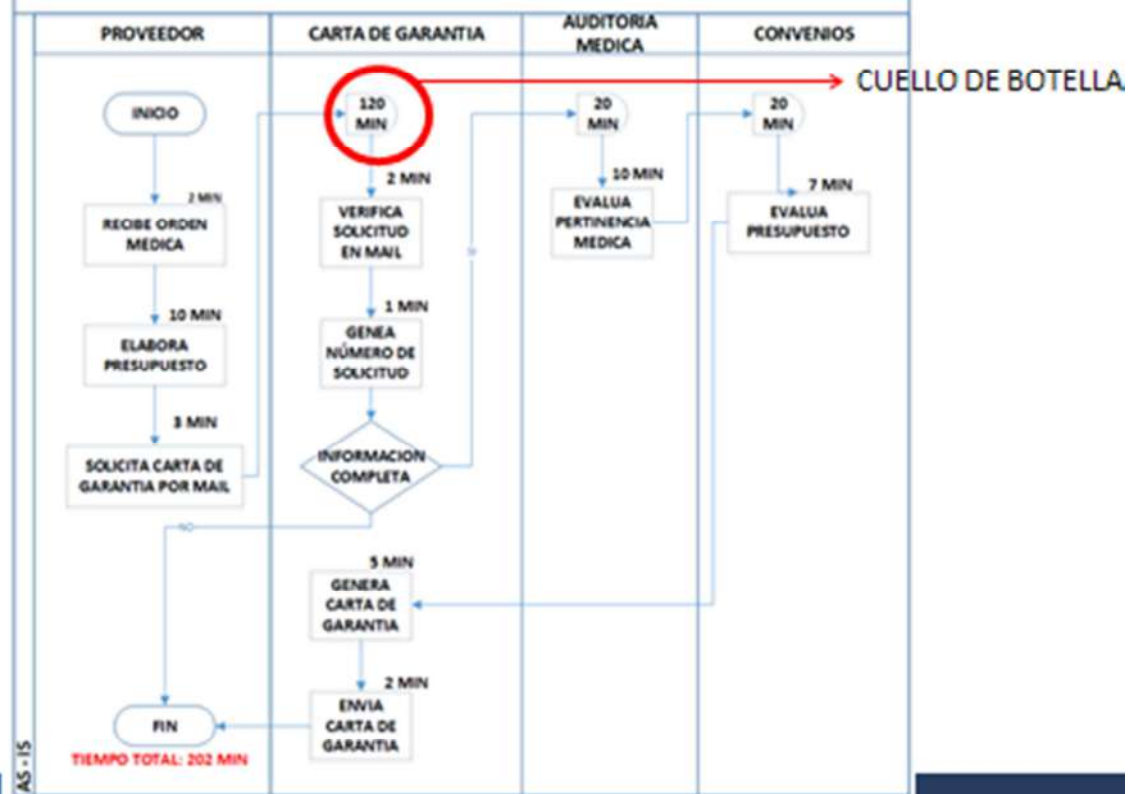 PROVEEDOR
CARTA DE GARANTIA
AUDITORIA
MEDICA
CONVENIOS
INICIO
2 MIN
RECIBE ORDEN
MEDICA
10 MIN
ELABORA
PRESUPUESTO
3 MIN
SOLICITA CARTA DE
GARANTIA POR MAIL
120
MIN
CUELLO DE BOTELLA
2 MIN
VERIFICA
SOLICITUD
EN MAIL
1 MIN
GENEA
NÚMERO DE
SOLICITUD
INFORMACION
COMPLETA
SI
NO
20
MIN
10 MIN
EVALUA
PERTINENCIA
MEDICA
20
MIN
7 MIN
EVALUA
PRESUPUESTO
5 MIN
GENERA
CARTA DE
GARANTIA
2 MIN
ENVIA
CARTA DE
GARANTIA
FIN
TIEMPO TOTAL: 202 MIN
AS - IS